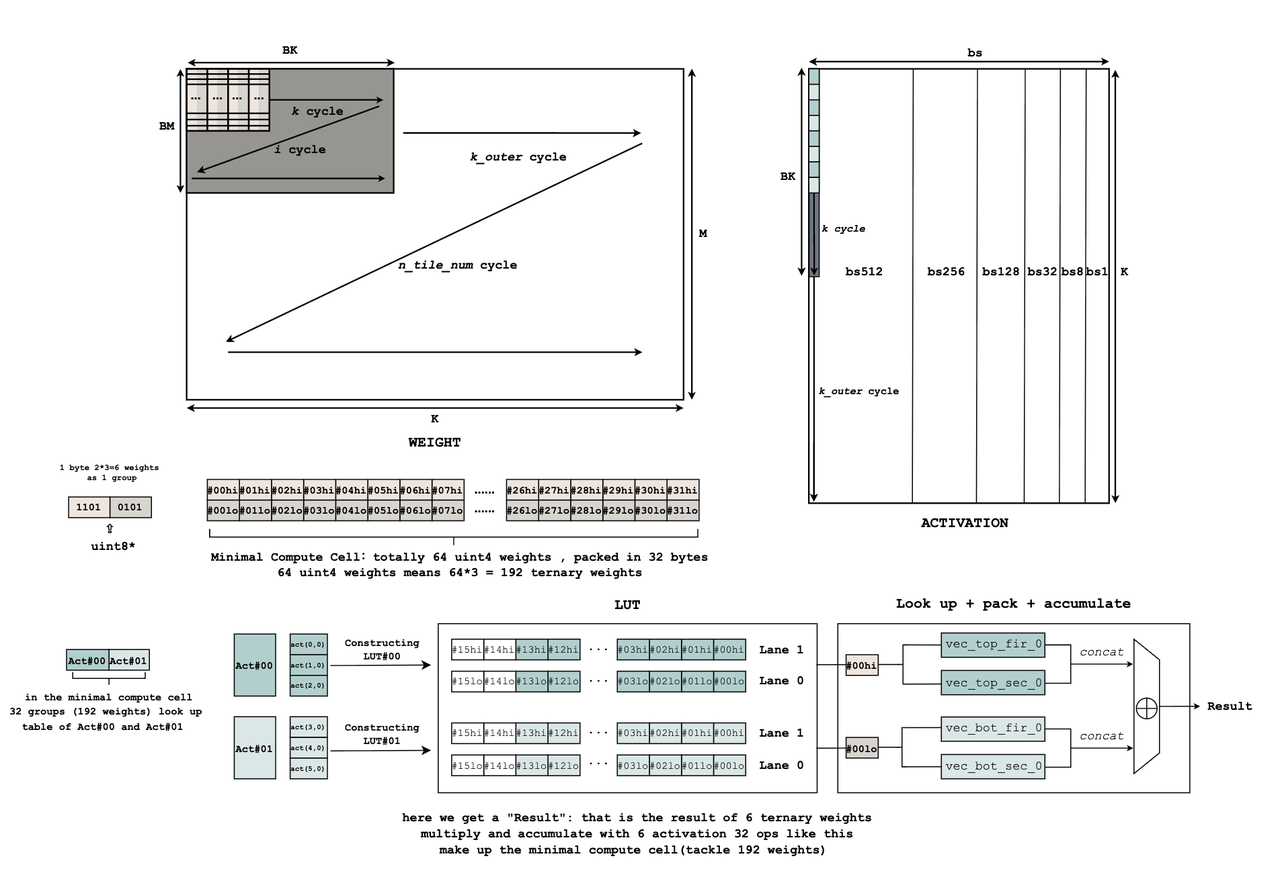 BK
BM
... ... ... ...
k cycle
i cycle
k_outer cycle
n_tile_num cycle
M
K
WEIGHT
bs
BK
k cycle
bs512
bs256
bs128
bs32
bs8
bs1
K
k_outer cycle
ACTIVATION
1 byte 2*3=6 weights
as 1 group
1101 0101
uint8*
#00hi #01hi #02hi #03hi #04hi #05hi #06hi #07hi ...... #26hi #27hi #28hi #29hi #30hi #31hi
#00lo #01lo #02lo #03lo #04lo #05lo #06lo #07lo ...... #26lo #27lo #28lo #29lo #30lo #31lo
Minimal Compute Cell: totally 64 uint4 weights , packed in 32 bytes
64 uint4 weights means 64*3 = 192 ternary weights
LUT
Look up + pack + accumulate
Act#00 Act#01
in the minimal compute cell
32 groups (192 weights) look up
table of Act#00 and Act#01
Act#00
act(0,0)
act(1,0)
act(2,0)
Constructing
LUT#00
#15hi #14hi #13hi #12hi ... #03hi #02hi #01hi #00hi Lane 1
#15lo #14lo #13lo #12lo ... #03lo #02lo #01lo #00lo Lane 0
Act#01
act(3,0)
act(4,0)
act(5,0)
Constructing
LUT#01
#15hi #14hi #13hi #12hi ... #03hi #02hi #01hi #00hi Lane 1
#15lo #14lo #13lo #12lo ... #03lo #02lo #01lo #00lo Lane 0
#00hi
vec_top_fir_0
vec_top_sec_0
concat
#00lo
vec_bot_fir_0
vec_bot_sec_0
concat
Result
here we get a "Result": that is the result of 6 ternary weights
multiply and accumulate with 6 activation 32 ops like this
make up the minimal compute cell(tackle 192 weights)